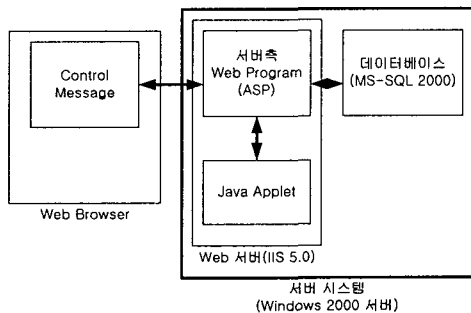 Control
Message
Web Browser
서버측
Web Program
(ASP)
Java Applet
Web 서버(IIS 5.0)
데이터베이스
(MS-SQL 2000)
서버 시스템
(Windows 2000 서버)